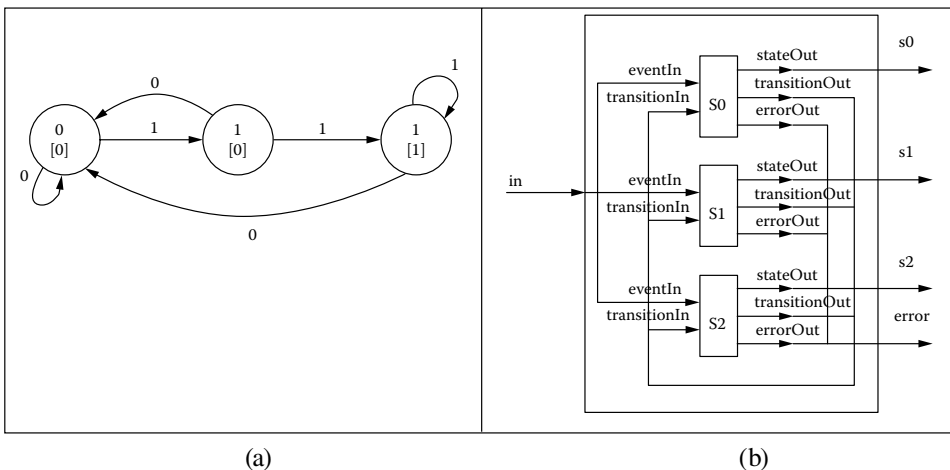 0
1
0
[0]
1
1
[0]
1
1
[1]
0
0
(a)
in
eventIn
transitionIn
S0
stateOut
transitionOut
errorOut
s0
eventIn
transitionIn
S1
stateOut
transitionOut
errorOut
s1
eventIn
transitionIn
S2
stateOut
transitionOut
errorOut
s2
error
(b)